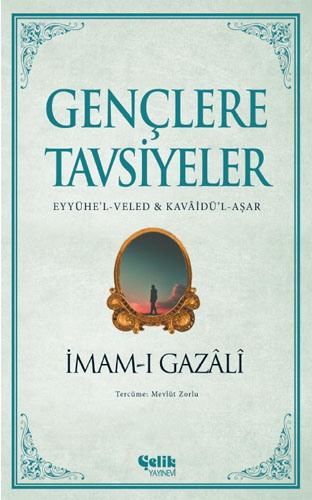 GENÇLERE
TAVSİYELER
EYYÜHE'L-VELED & KAVÂİDÜ'L-AŞAR
İMAM-I GAZÂLÎ
Tercüme: Mevlüt Zorlu
Çelik
YAYINEVİ